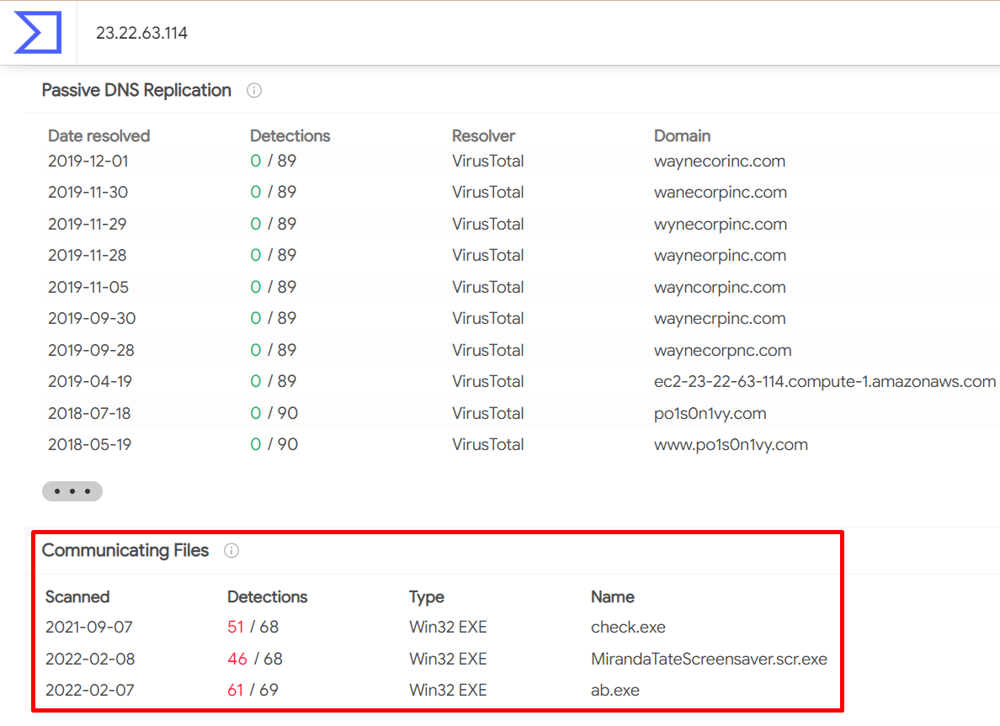 23.22.63.114
Passive DNS Replication
Date resolved Detections Resolver Domain
2019-12-01 0 / 89 VirusTotal waynecorinc.com
2019-11-30 0 / 89 VirusTotal wanecorpinc.com
2019-11-29 0 / 89 VirusTotal wynecorpinc.com
2019-11-28 0 / 89 VirusTotal wayneorpinc.com
2019-11-05 0 / 89 VirusTotal wayncorpinc.com
2019-09-30 0 / 89 VirusTotal waynecrpinc.com
2019-09-28 0 / 89 VirusTotal waynecorpnc.com
2019-04-19 0 / 89 VirusTotal ec2-23-22-63-114.compute-1.amazonaws.com
2018-07-18 0 / 90 VirusTotal po1s0n1vy.com
2018-05-19 0 / 90 VirusTotal www.po1s0n1vy.com
Communicating Files
Scanned Detections Type Name
2021-09-07 51 / 68 Win32 EXE check.exe
2022-02-08 46 / 68 Win32 EXE MirandaTateScreensaver.scr.exe
2022-02-07 61 / 69 Win32 EXE ab.exe